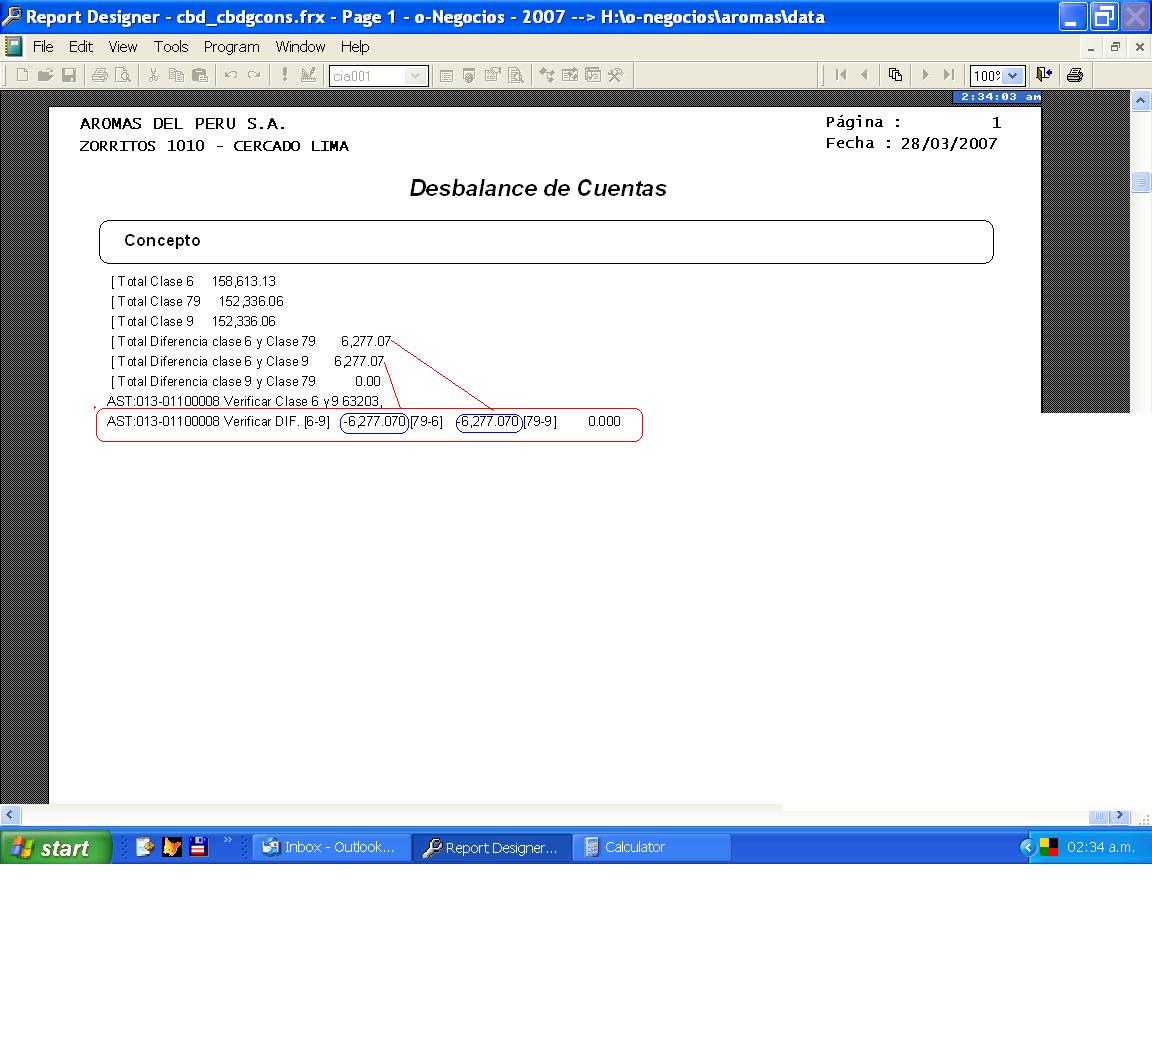 Report Designer - cbd_cbdgcons.frx - Page 1 - o-Negocios - 2007 --> H:\o-negocios\aromas\data
File Edit View Tools Program Window Help
cia001 100%
2:34:03 am
AROMAS DEL PERU S.A. Página : 1
ZORRITOS 1010 - CERCADO LIMA Fecha : 28/03/2007
Desbalance de Cuentas
Concepto
[ Total Clase 6 158,613.13
[ Total Clase 79 152,336.06
[ Total Clase 9 152,336.06
[ Total Diferencia clase 6 y Clase 79 6,277.07
[ Total Diferencia clase 6 y Clase 9 6,277.07
[ Total Diferencia clase 9 y Clase 79 0.00
AST:013-01100008 Verificar Clase 6 y9 63203,
AST:013-01100008 Verificar DIF. [6-9] -6,277.070 [79-6] -6,277.070 [79-9] 0.000
start Inbox - Outlook... Report Designer... Calculator 02:34 a.m.